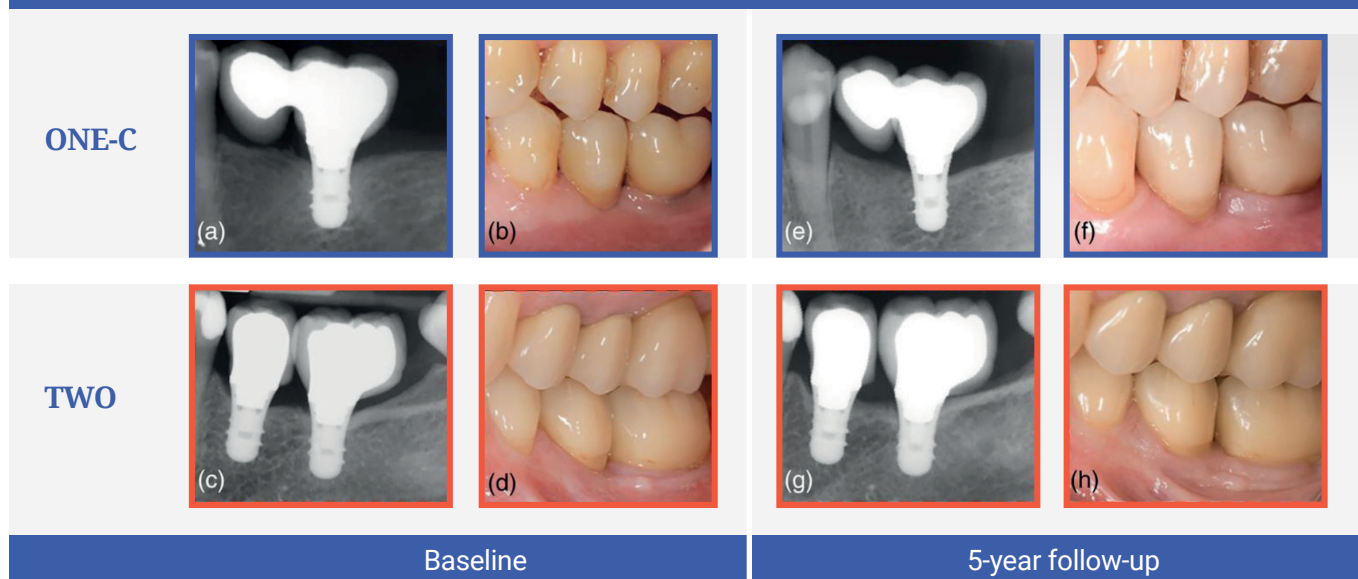 ONE-C
(a)
(b)
(e)
(f)
TWO
(c)
(d)
(g)
(h)
Baseline
5-year follow-up